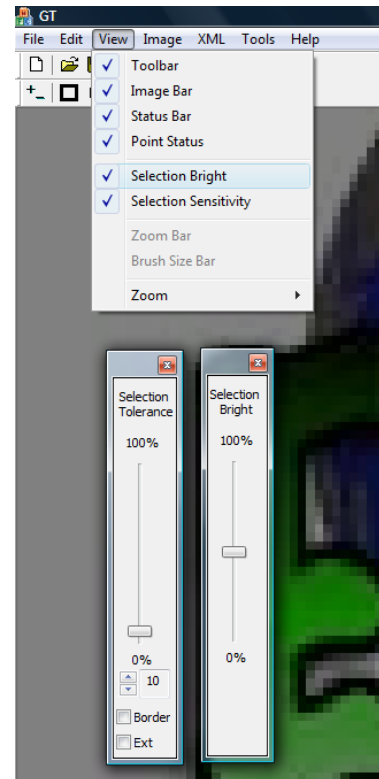 GT
File Edit View Image XML Tools Help
Toolbar
Image Bar
Status Bar
Point Status
Selection Bright
Selection Sensitivity
Zoom Bar
Brush Size Bar
Zoom
Selection
Tolerance
100%
0%
10
Border
Ext
Selection
Bright
100%
0%